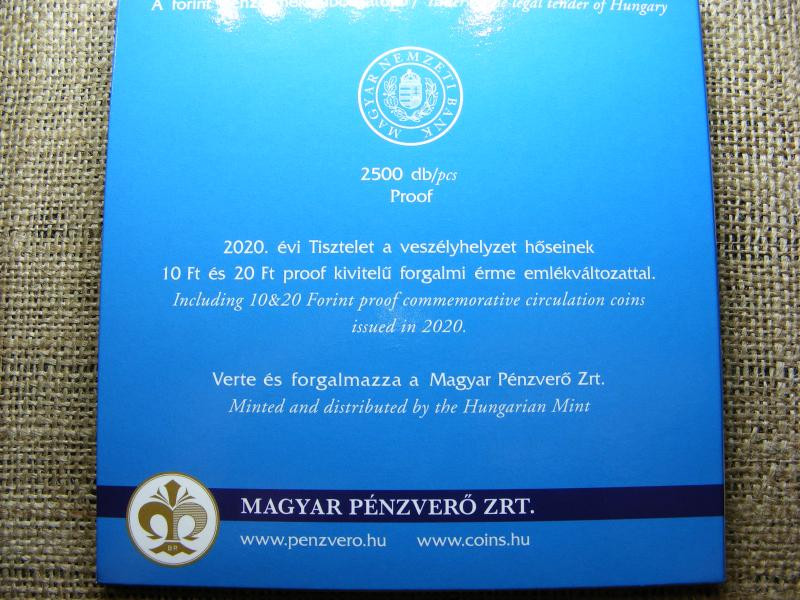 A forint
the legal tender of Hungary
MAGYAR NEMZETI BANK
2500 db/pcs
Proof
2020. évi Tisztelet a veszélyhelyzet hőseinek
10 Ft és 20 Ft proof kivitelű forgalmi érme emlékváltozattal.
Including 10&20 Forint proof commemorative circulation coins
issued in 2020.
Verte és forgalmazza a Magyar Pénzverő Zrt.
Minted and distributed by the Hungarian Mint
MAGYAR PÉNZVERŐ ZRT.
BP.
www.penzvero.hu www.coins.hu